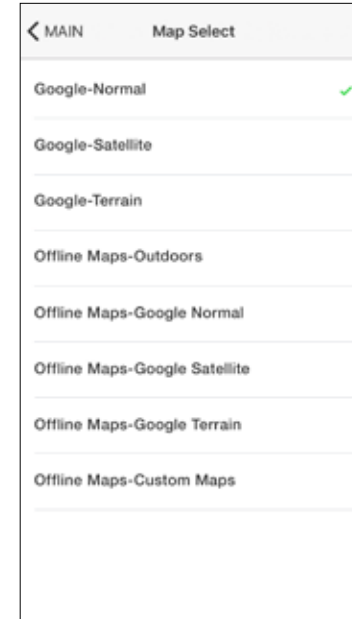 MAIN Map Select
Google-Normal
Google-Satellite
Google-Terrain
Offline Maps-Outdoors
Offline Maps-Google Normal
Offline Maps-Google Satellite
Offline Maps-Google Terrain
Offline Maps-Custom Maps